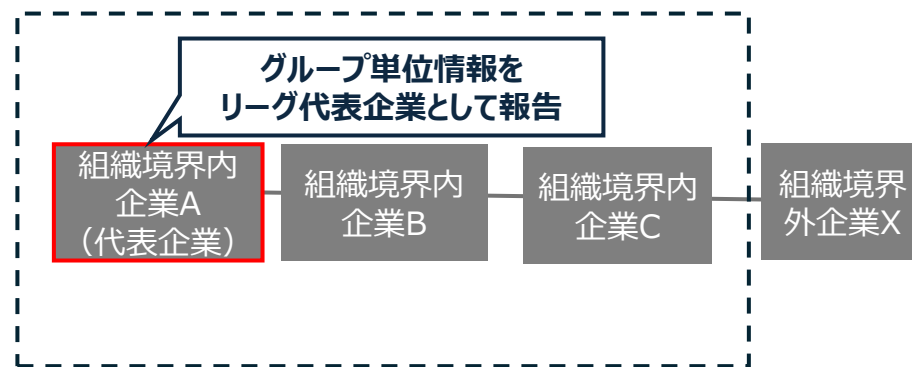 グループ単位情報を
リーグ代表企業として報告
組織境界内
企業A
（代表企業）
組織境界内
企業B
組織境界内
企業C
組織境界
外企業X